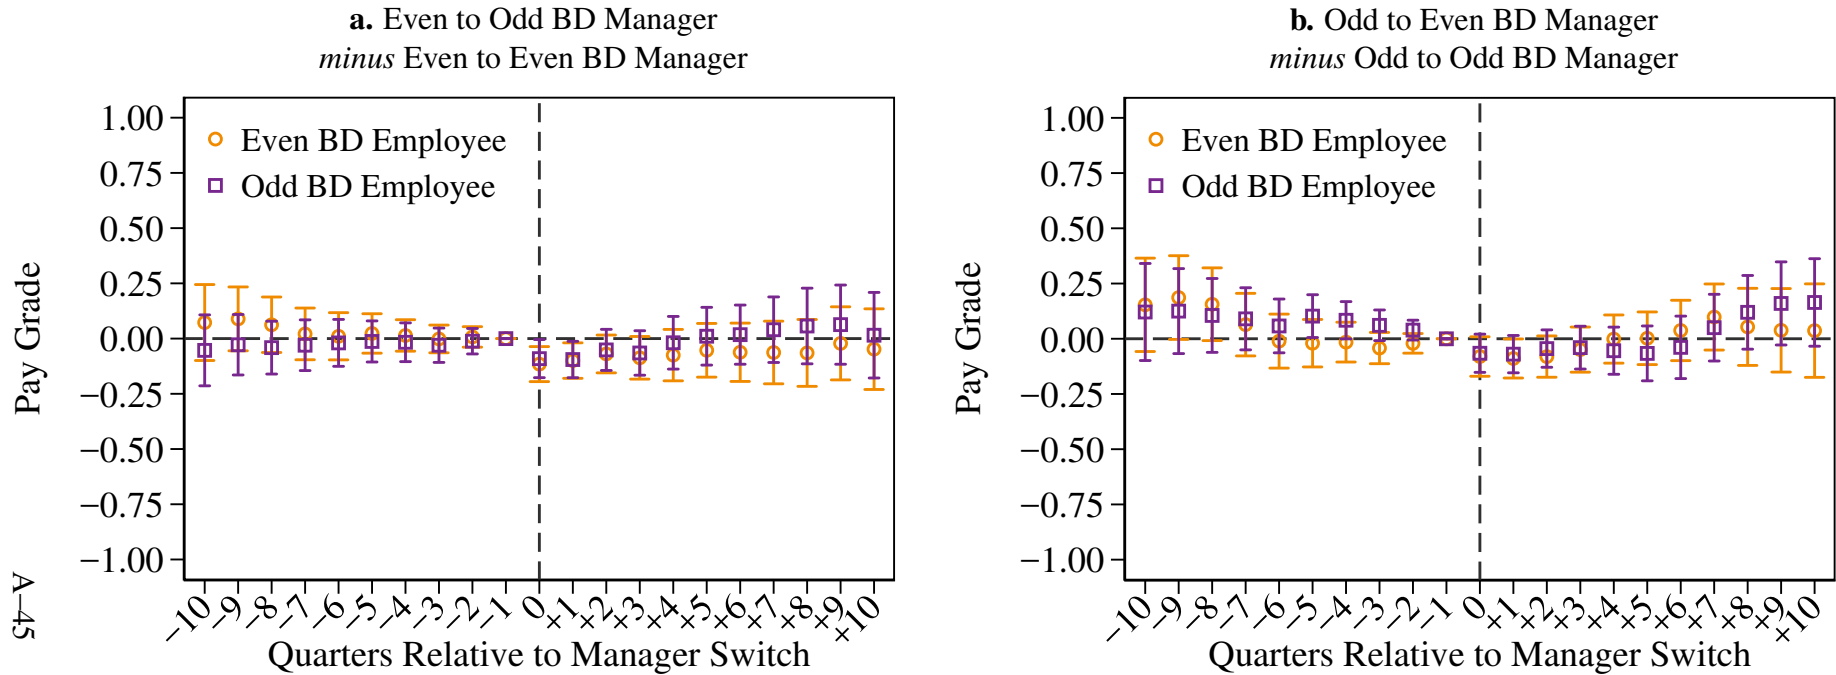 a. Even to Odd BD Manager
minus Even to Even BD Manager
1.00
0.75
0.50
0.25
0.00
−0.25
−0.50
−0.75
−1.00
Pay Grade
Even BD Employee
Odd BD Employee
−10 −9 −8 −7 −6 −5 −4 −3 −2 −1 0 +1 +2 +3 +4 +5 +6 +7 +8 +9 +10
Quarters Relative to Manager Switch
b. Odd to Even BD Manager
minus Odd to Odd BD Manager
1.00
0.75
0.50
0.25
0.00
−0.25
−0.50
−0.75
−1.00
Pay Grade
Even BD Employee
Odd BD Employee
−10 −9 −8 −7 −6 −5 −4 −3 −2 −1 0 +1 +2 +3 +4 +5 +6 +7 +8 +9 +10
Quarters Relative to Manager Switch
A–45